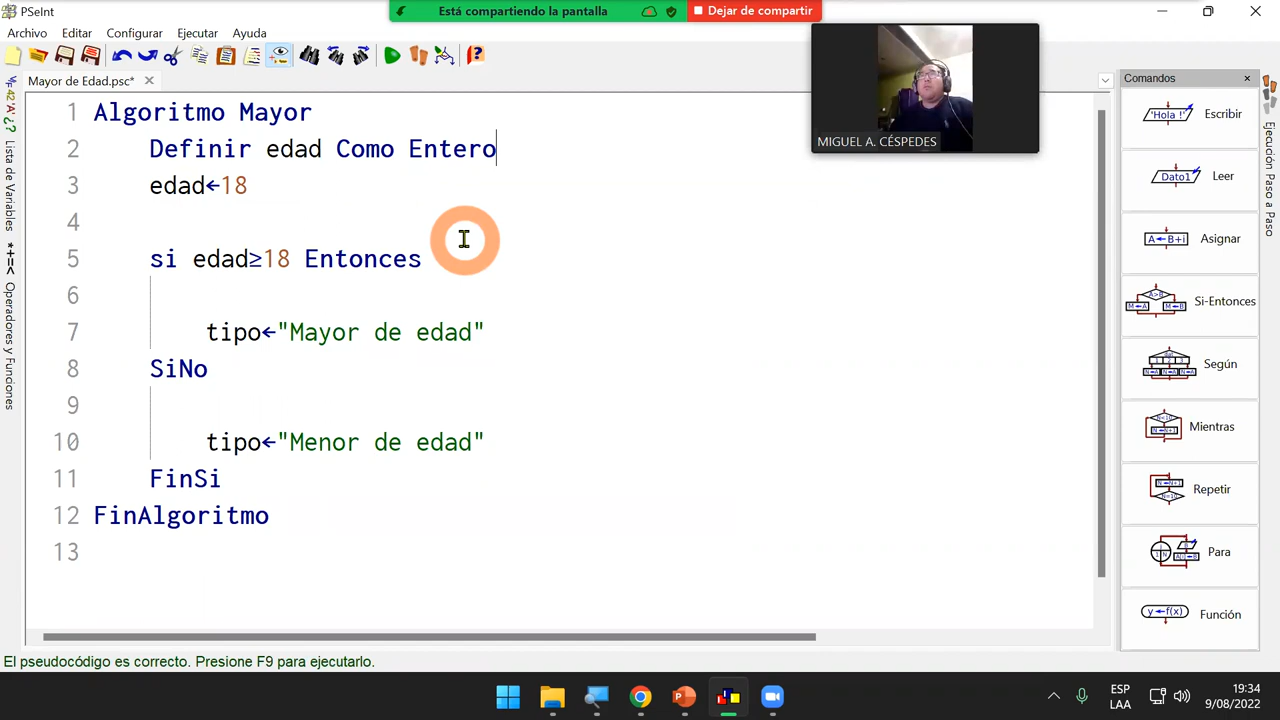 PSeInt
Está compartiendo la pantalla
Dejar de compartir
Archivo Editar Configurar Ejecutar Ayuda
Mayor de Edad.psc*
MIGUEL A. CÉSPEDES
1 Algoritmo Mayor
2 Definir edad Como Entero
3 edad←18
4
5 si edad≥18 Entonces
6
7 tipo←"Mayor de edad"
8 SiNo
9
10 tipo←"Menor de edad"
11 FinSi
12 FinAlgoritmo
13
Lista de Variables
Operadores y Funciones
Comandos
'Hola !' Escribir
Dato1 Leer
A←B+i Asignar
A>B M←A M←B Si-Entonces
Según
Mientras
Repetir
Para
y←f(x) Función
Ejecución Paso a Paso
El pseudocódigo es correcto. Presione F9 para ejecutarlo.
ESP
LAA
19:34
9/08/2022